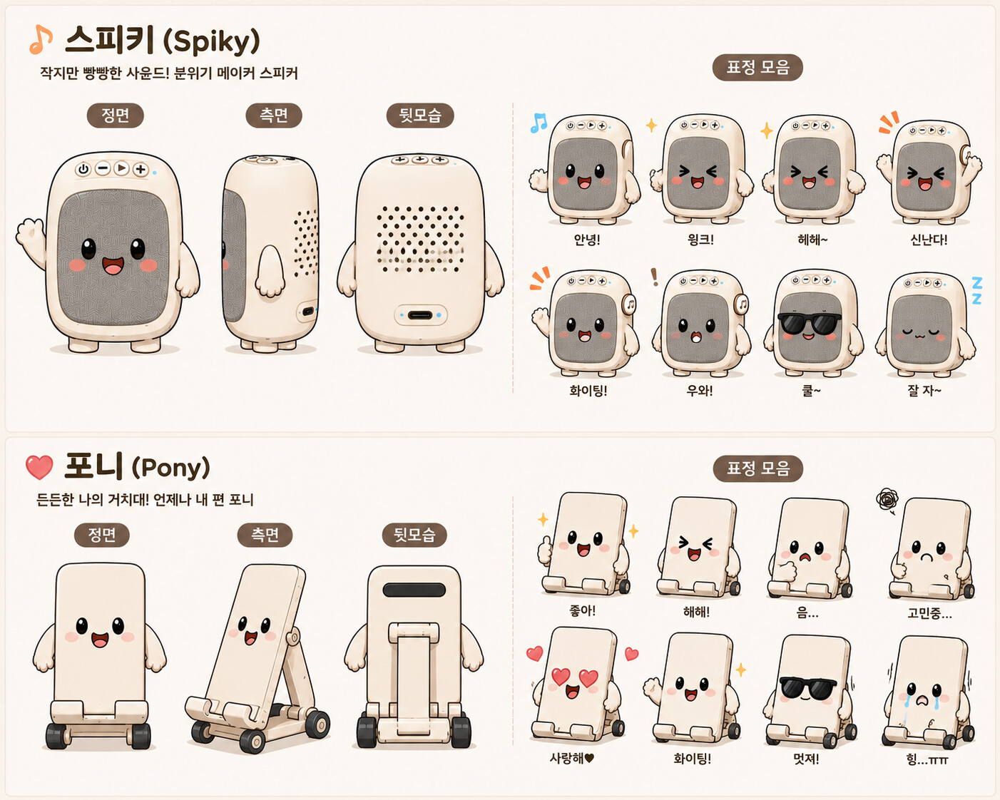 스피키 (Spiky)
작지만 빵빵한 사운드! 분위기 메이커 스피커
정면
측면
뒷모습
표정 모음
안녕!
윙크!
헤해~
신난다!
화이팅!
우와!
쿨~
잘 자~
z
z
포니 (Pony)
든든한 나의 거치대! 언제나 내 편 포니
정면
측면
뒷모습
표정 모음
좋아!
해해!
음...
고민중...
사랑해♥
화이팅!
멋져!
힝...ㅠㅠ